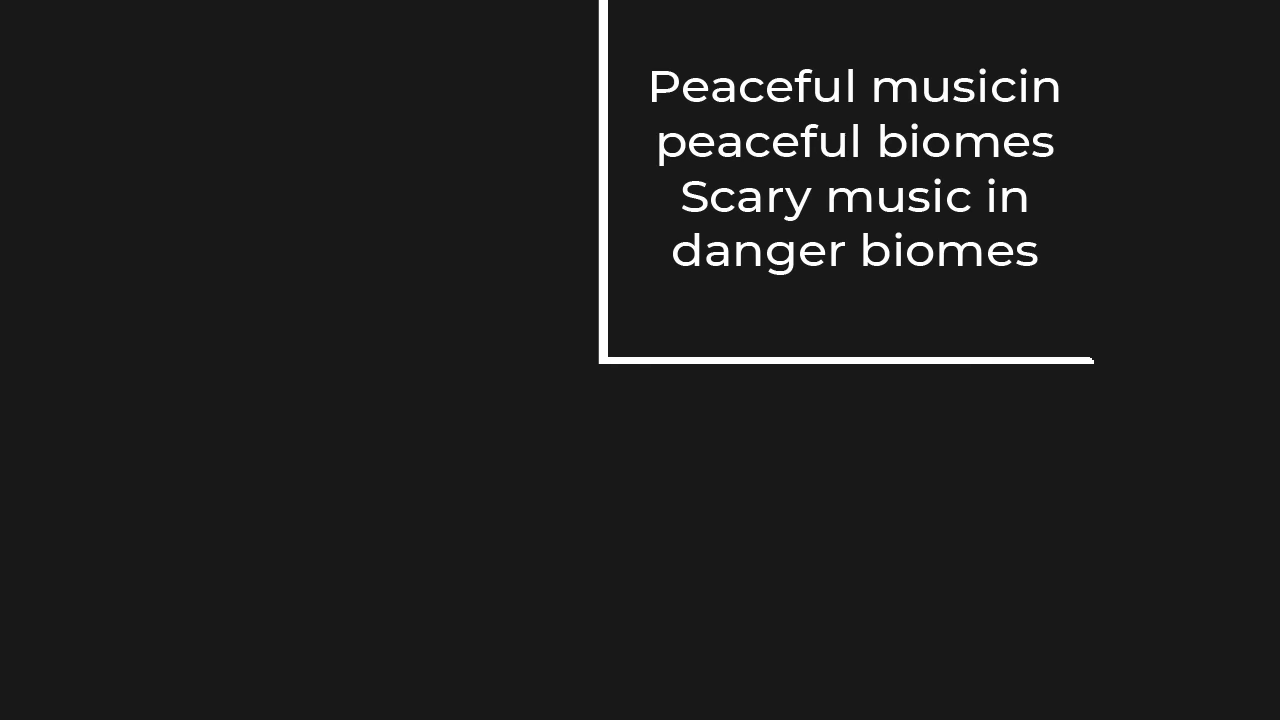 Peaceful musicin
peaceful biomes
Scary music in
danger biomes